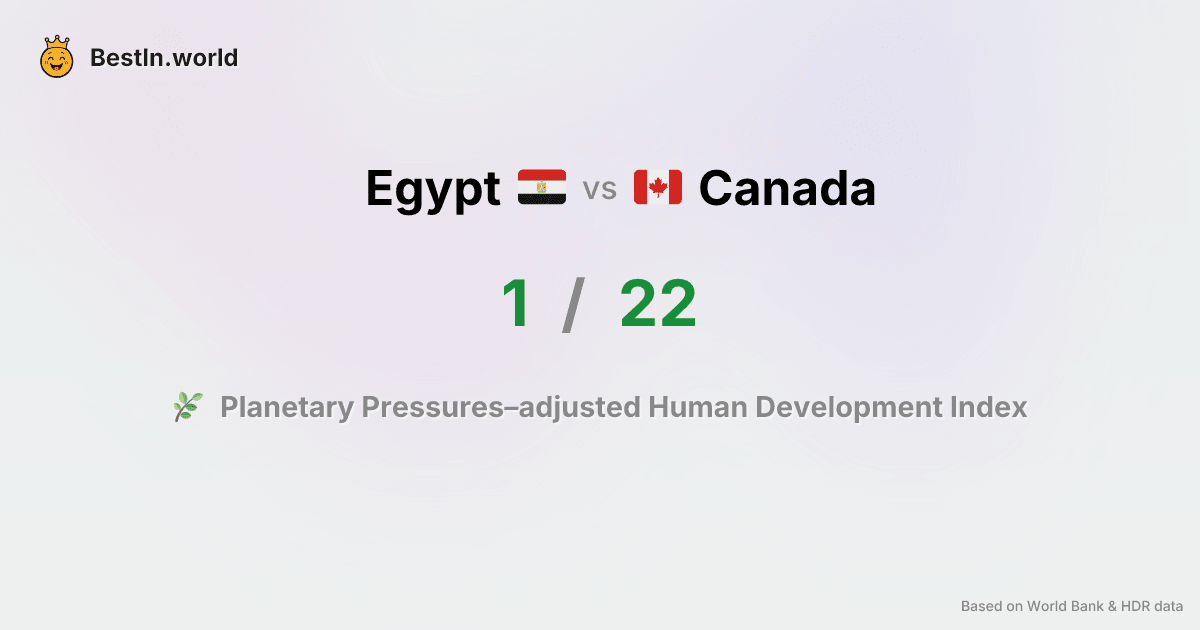 BestIn.world
Egypt vs Canada
1 / 22
Planetary Pressures–adjusted Human Development Index
Based on World Bank & HDR data